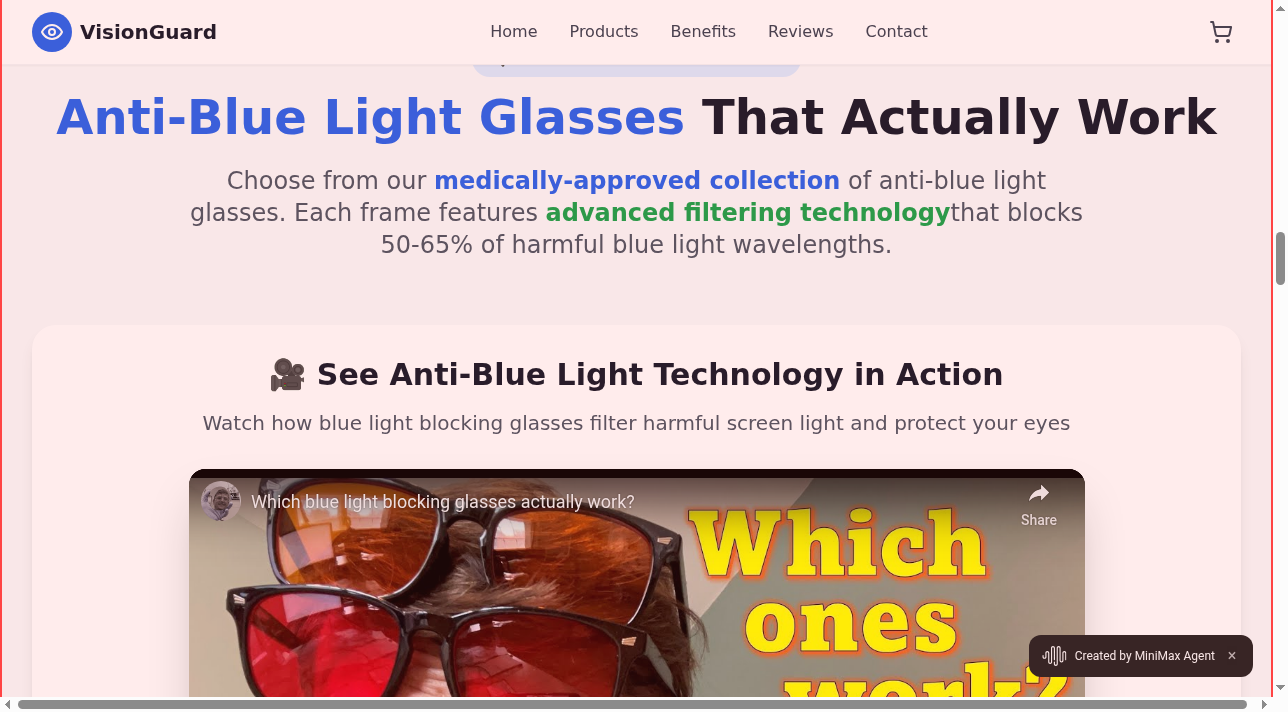 VisionGuard
Home
Products
Benefits
Reviews
Contact
Anti-Blue Light Glasses That Actually Work
Choose from our medically-approved collection of anti-blue light
glasses. Each frame features advanced filtering technologythat blocks
50-65% of harmful blue light wavelengths.
🎥 See Anti-Blue Light Technology in Action
Watch how blue light blocking glasses filter harmful screen light and protect your eyes
Which blue light blocking glasses actually work?
Share
Which
ones
work?
Created by MiniMax Agent ×